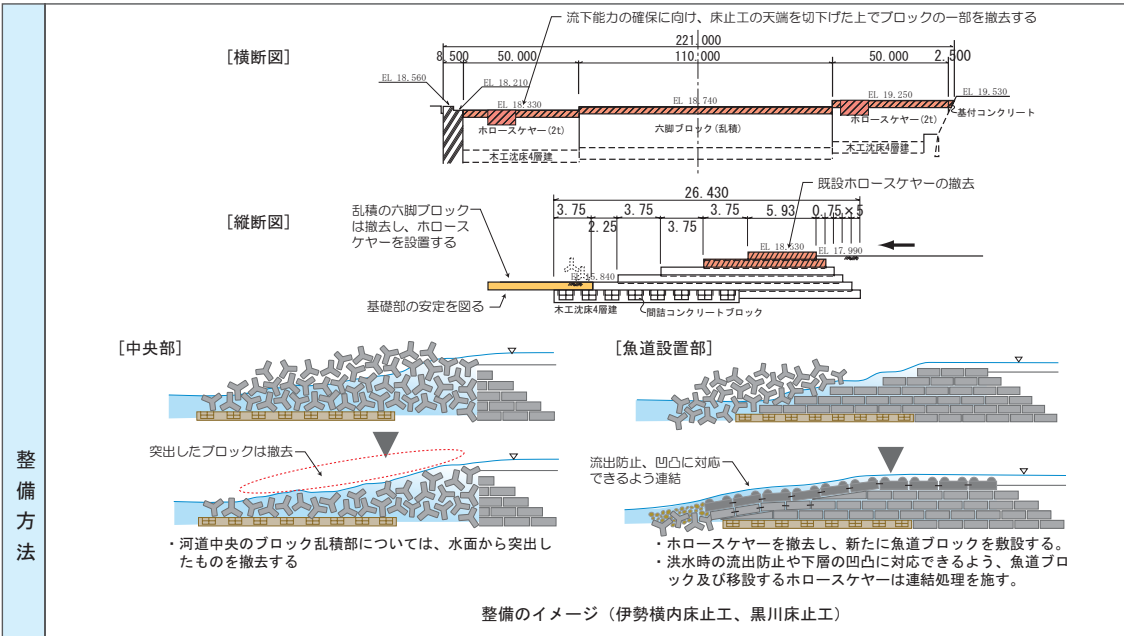 整備方法
流下能力の確保に向け、床止工の天端を切下げた上でブロックの一部を撤去する
[横断図]
221.000
8.500 50.000 110.000 50.000 2.500
EL 18.560
EL 18.210
EL 18.330
EL 18.740
EL 19.250
EL 19.530
ホロースケヤー(2t)
六脚ブロック(乱積)
ホロースケヤー(2t)
基付コンクリート
木工沈床4層建
木工沈床4層建
[縦断図]
26.430
既設ホロースケヤーの撤去
3.75 2.25 3.75 3.75 3.75 5.93 0.75×5
乱積の六脚ブロック
は撤去し、ホロース
ケヤーを設置する
EL 17.990
基礎部の安定を図る
木工沈床4層建
間詰コンクリートブロック
[中央部]
突出したブロックは撤去
・河道中央のブロック乱積部については、水面から突出し
たものを撤去する
[魚道設置部]
流出防止、凹凸に対応
できるよう連結
・ホロースケヤーを撤去し、新たに魚道ブロックを敷設する。
・洪水時の流出防止や下層の凹凸に対応できるよう、魚道ブロ
ック及び移設するホロースケヤーは連結処理を施す。
整備のイメージ（伊勢横内床止工、黒川床止工）